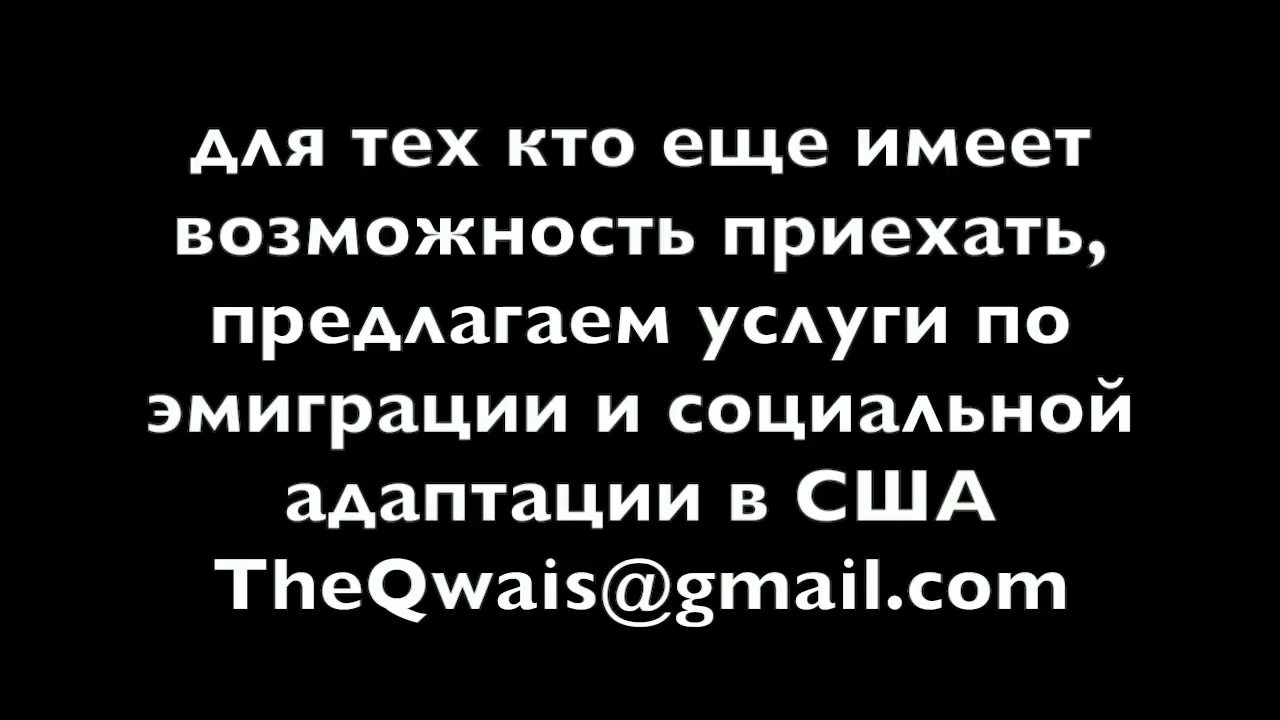 для тех кто еще имеет
возможность приехать,
предлагаем услуги по
эмиграции и социальной
адаптации в США
TheQwais@gmail.com